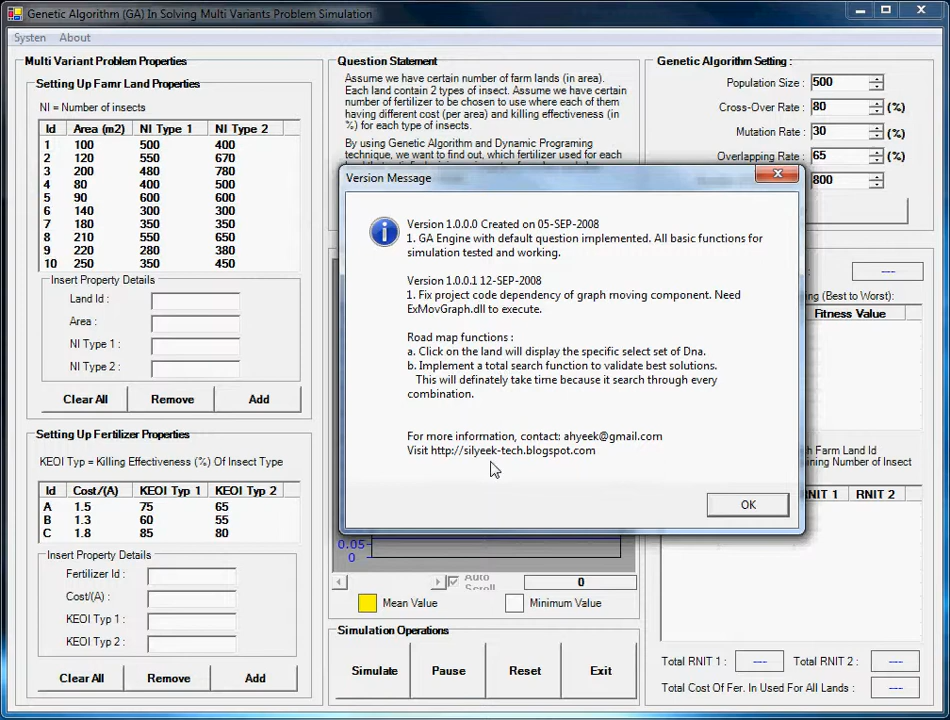 Genetic Algorithm (GA) In Solving Multi Variants Problem Simulation
Systen About
Multi Variant Problem Properties
Setting Up Famr Land Properties
NI = Number of insects
Id Area (m2) NI Type 1 NI Type 2
1 100 500 400
2 120 550 670
3 200 480 780
4 80 400 500
5 90 600 600
6 140 300 300
7 180 350 350
8 210 550 650
9 220 280 380
10 250 350 450
Insert Property Details
Land Id :
Area :
NI Type 1 :
NI Type 2 :
Clear All Remove Add
Setting Up Fertilizer Properties
KEOI Typ = Killing Effectiveness (%) Of Insect Type
Id Cost/(A) KEOI Typ 1 KEOI Typ 2
A 1.5 75 65
B 1.3 60 55
C 1.8 85 80
Insert Property Details
Fertilizer Id :
Cost/(A) :
KEOI Typ 1 :
KEOI Typ 2 :
Clear All Remove Add
Question Statement
Assume we have certain number of farm lands (in area).
Each land contain 2 types of insect. Assume we have certain
number of fertilizer to be chosen to use where each of them
having different cost (per area) and killing effectiveness (in
%) for each type of insects.
By using Genetic Algorithm and Dynamic Programing
technique, we want to find out, which fertilizer used for each
Version Message
Version 1.0.0.0 Created on 05-SEP-2008
1. GA Engine with default question implemented. All basic functions for
simulation tested and working.
Version 1.0.0.1 12-SEP-2008
1. Fix project code dependency of graph moving component. Need
ExMovGraph.dll to execute.
Road map functions :
a. Click on the land will display the specific select set of Dna.
b. Implement a total search function to validate best solutions.
This will definately take time because it search through every
combination.
For more information, contact: ahyeek@gmail.com
Visit http://silyeek-tech.blogspot.com
OK
0.05
0
Auto
Scroll
0
Mean Value Minimum Value
Simulation Operations
Simulate Pause Reset Exit
Genetic Algorithm Setting :
Population Size : 500
Cross-Over Rate : 80 (%)
Mutation Rate : 30 (%)
Overlapping Rate : 65 (%)
800
---
(Best to Worst):
Fitness Value
Farm Land Id
Number of Insect
RNIT 2
Total RNIT 1 : --- Total RNIT 2 : ---
Total Cost Of Fer. In Used For All Lands : ---